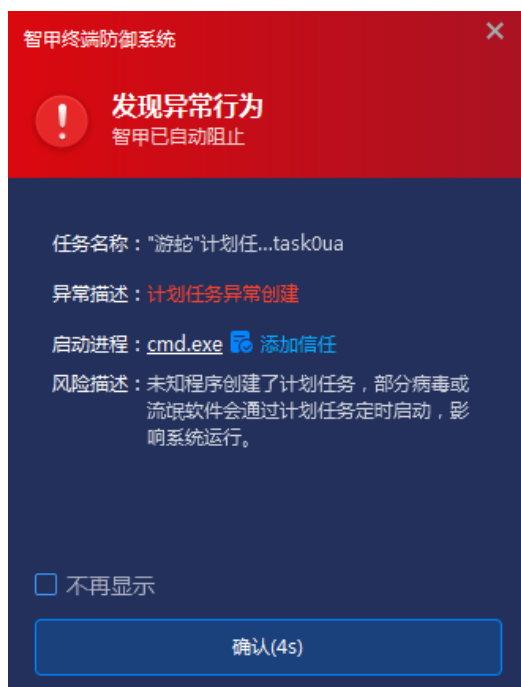 智甲终端防御系统
发现异常行为
智甲已自动阻止
任务名称：“游蛇”计划任...task0ua
异常描述：计划任务异常创建
启动进程：cmd.exe 添加信任
风险描述：未知程序创建了计划任务，部分病毒或
流氓软件会通过计划任务定时启动，影
响系统运行。
不再显示
确认(4s)